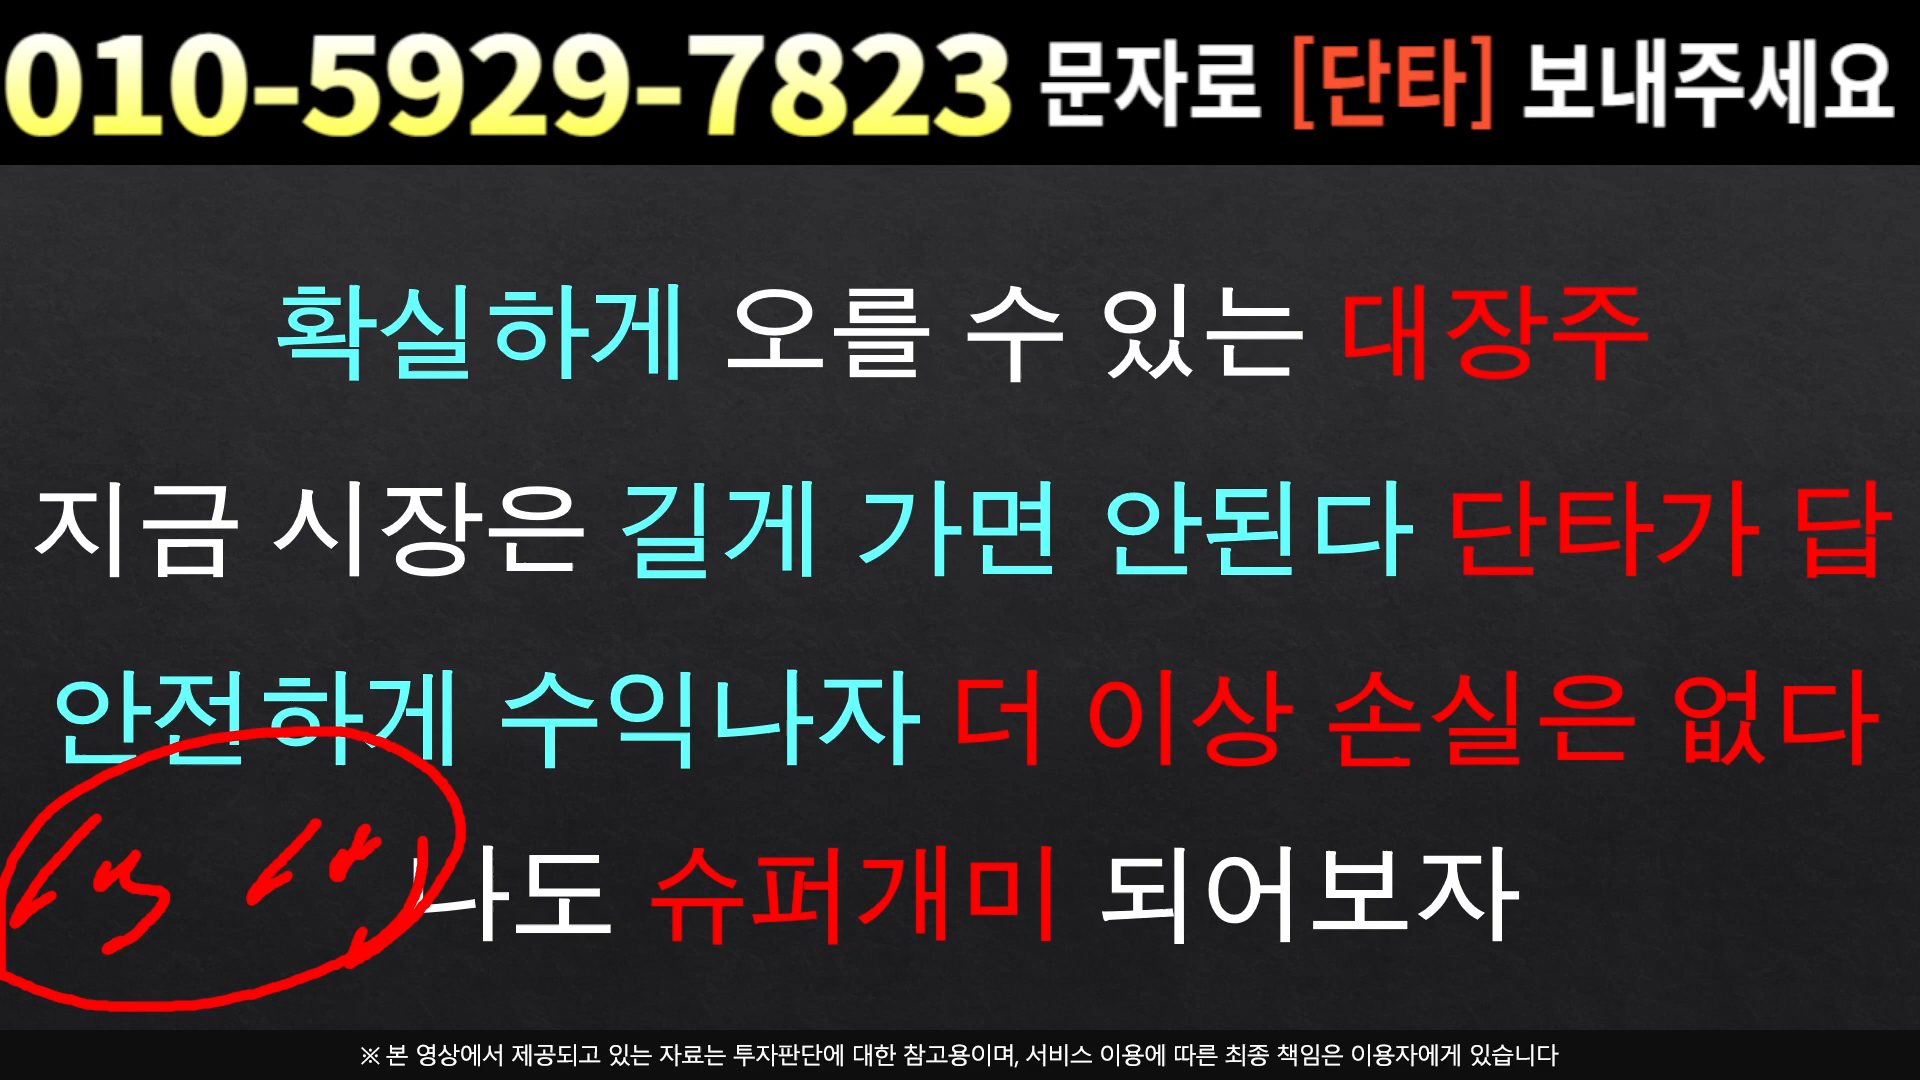 010-5929-7823 문자로 [단타] 보내주세요
확실하게 오를 수 있는 대장주
지금 시장은 길게 가면 안된다 단타가 답
안전하게 수익나자 더 이상 손실은 없다
나도 슈퍼개미 되어보자
※ 본 영상에서 제공되고 있는 자료는 투자판단에 대한 참고용이며, 서비스 이용에 따른 최종 책임은 이용자에게 있습니다